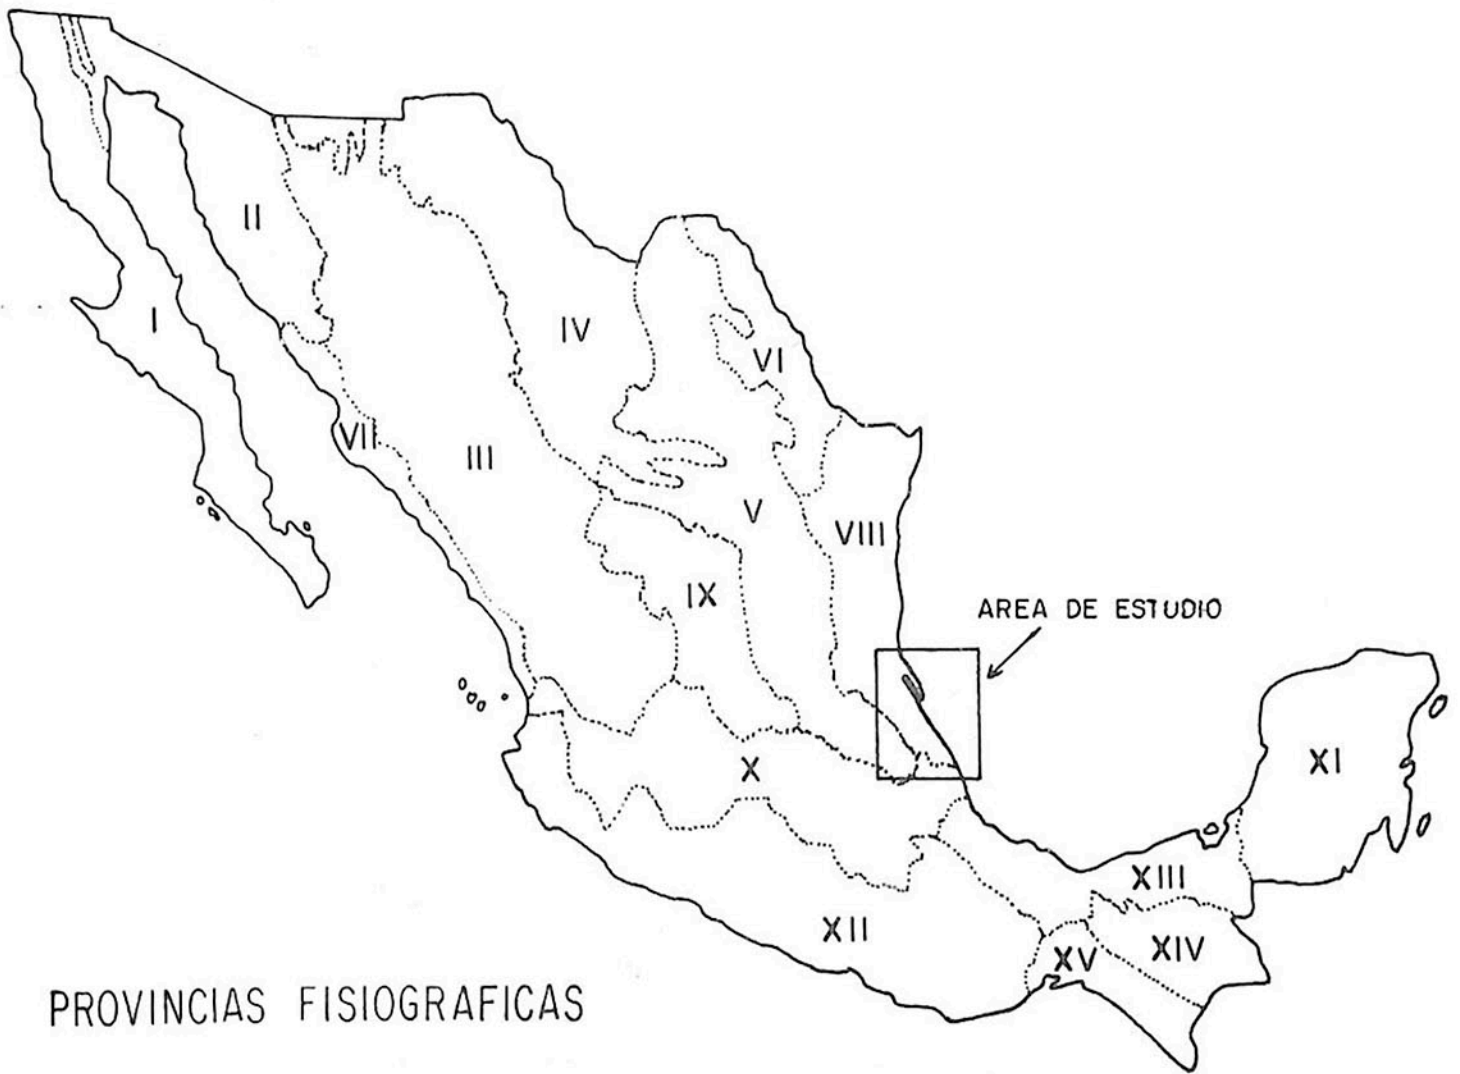 II
I
IV
VI
VII
III
V
VIII
IX
AREA DE ESTUDIO
X
XI
XIII
XII
XIV
XV
PROVINCIAS FISIOGRAFICAS